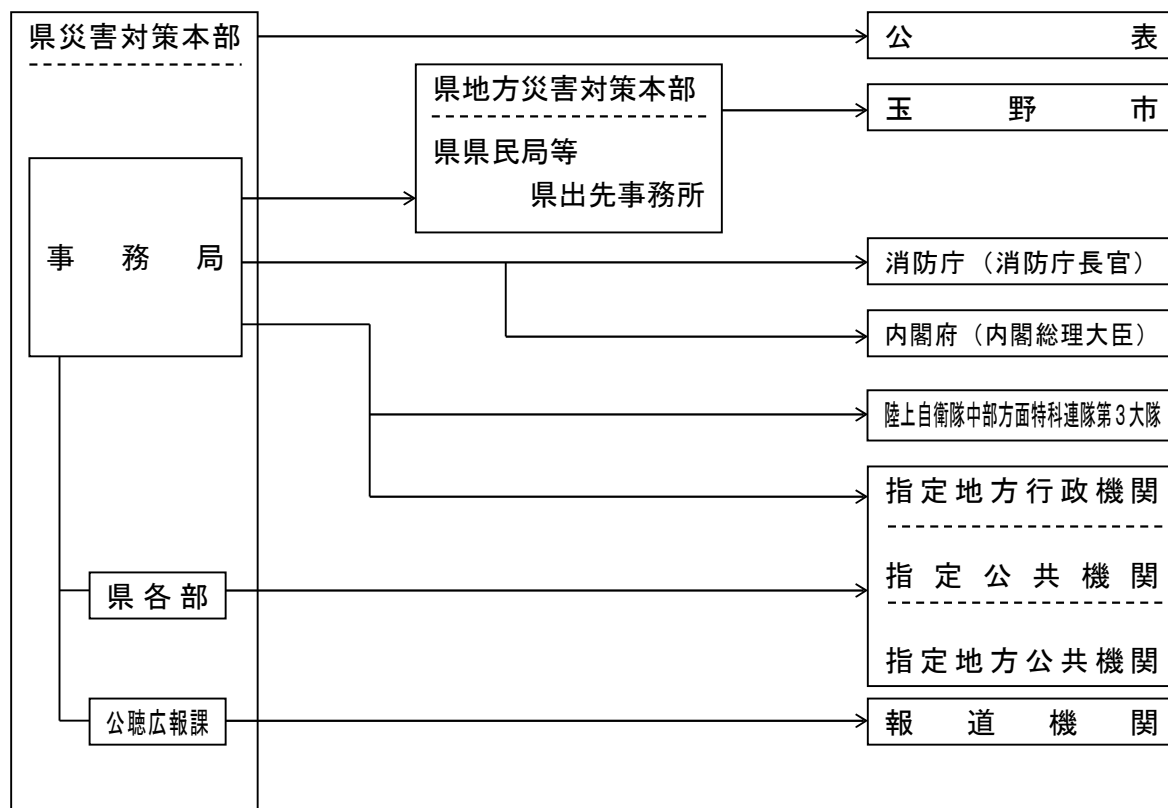 県災害対策本部
公表
県地方災害対策本部
玉野市
県県民局等
県出先事務所
事務局
消防庁（消防庁長官）
内閣府（内閣総理大臣）
陸上自衛隊中部方面特科連隊第３大隊
指定地方行政機関
指定公共機関
県各部
指定地方公共機関
公聴広報課
報道機関